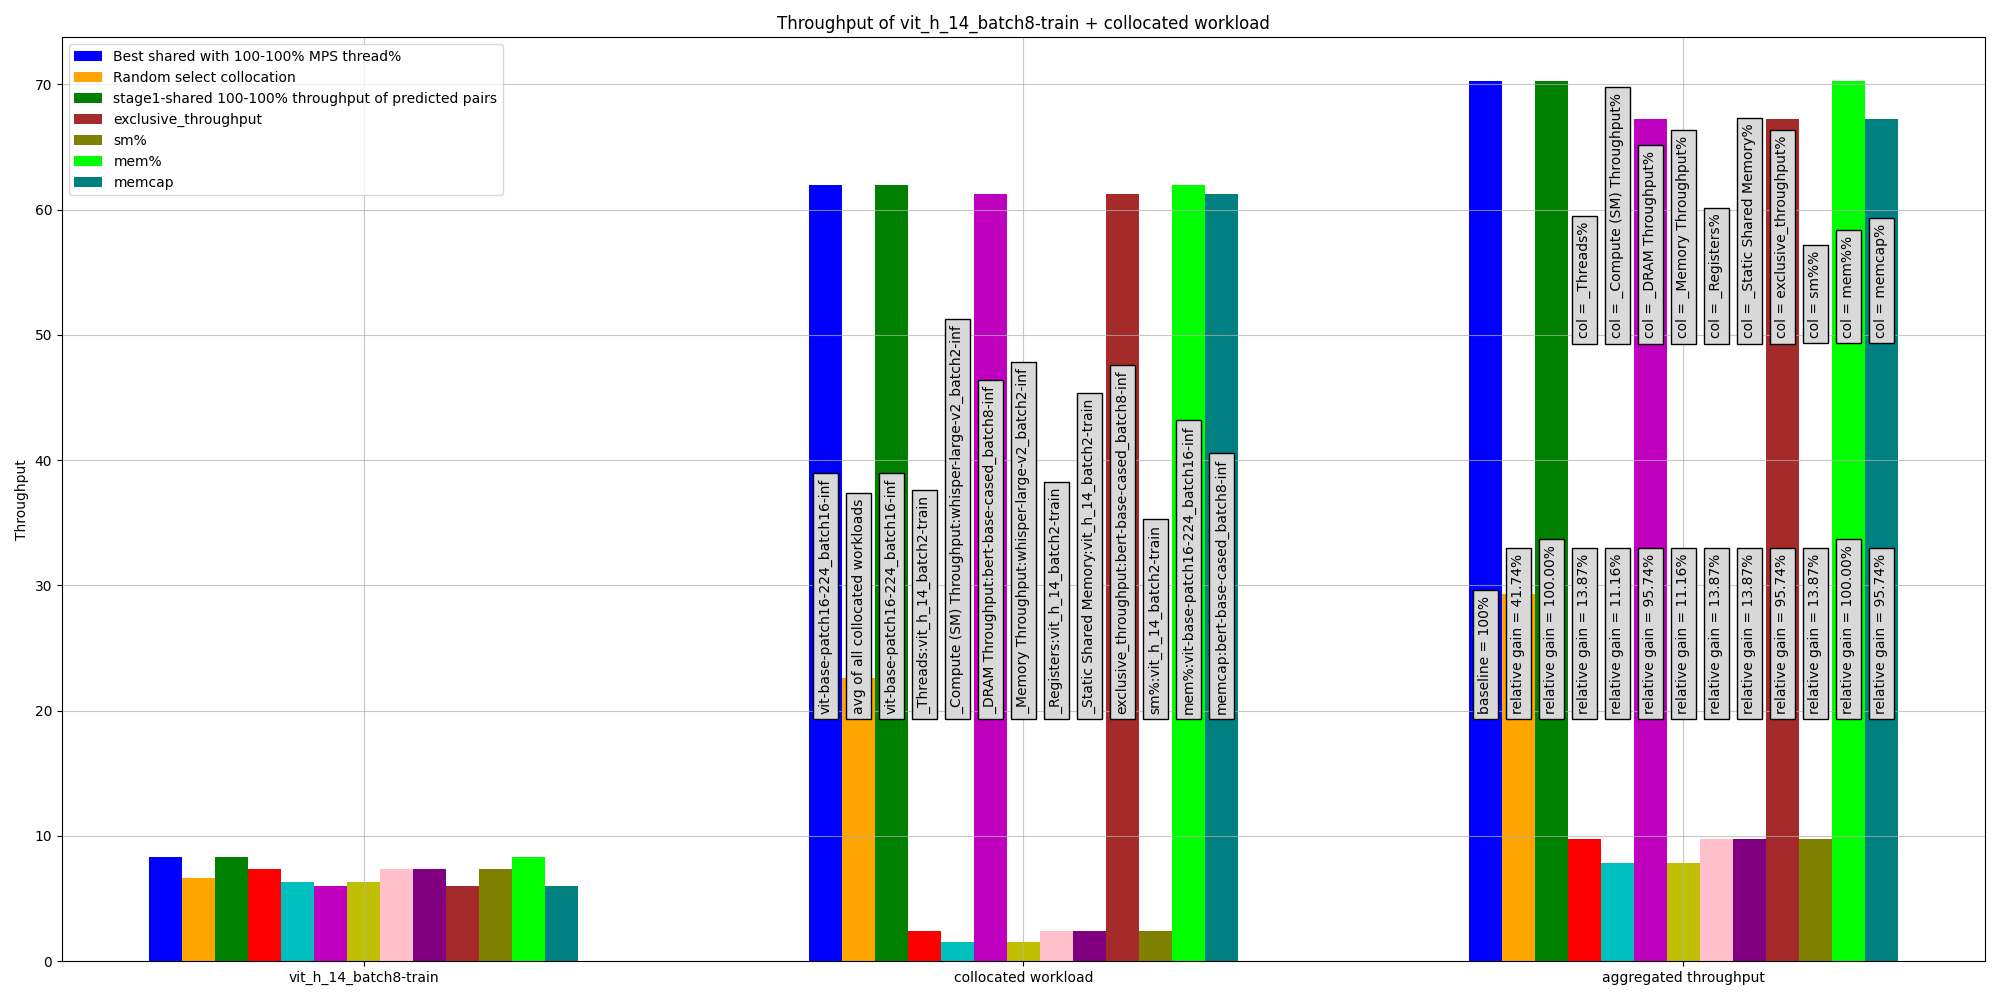 Throughput of vit_h_14_batch8-train + collocated workload
Best shared with 100-100% MPS thread%
Random select collocation
stage1-shared 100-100% throughput of predicted pairs
exclusive_throughput
sm%
mem%
memcap
Throughput
70
60
50
40
30
20
10
0
vit-base-patch16-224_batch16-inf
avg of all collocated workloads
vit-base-patch16-224_batch16-inf
_Threads:vit_h_14_batch2-train
_Compute (SM) Throughput:whisper-large-v2_batch2-inf
_DRAM Throughput:bert-base-cased_batch8-inf
_Memory Throughput:whisper-large-v2_batch2-inf
_Registers:vit_h_14_batch2-train
_Static Shared Memory:vit_h_14_batch2-train
exclusive_throughput:bert-base-cased_batch8-inf
sm%:vit_h_14_batch2-train
mem%:vit-base-patch16-224_batch16-inf
memcap:bert-base-cased_batch8-inf
col = _Threads%
col = _Compute (SM) Throughput%
col = _DRAM Throughput%
col = _Memory Throughput%
col = _Registers%
col = _Static Shared Memory%
col = exclusive_throughput%
col = sm%%
col = mem%%
col = memcap%
baseline = 100%
relative gain = 41.74%
relative gain = 100.00%
relative gain = 13.87%
relative gain = 11.16%
relative gain = 95.74%
relative gain = 11.16%
relative gain = 13.87%
relative gain = 13.87%
relative gain = 95.74%
relative gain = 13.87%
relative gain = 100.00%
relative gain = 95.74%
vit_h_14_batch8-train
collocated workload
aggregated throughput